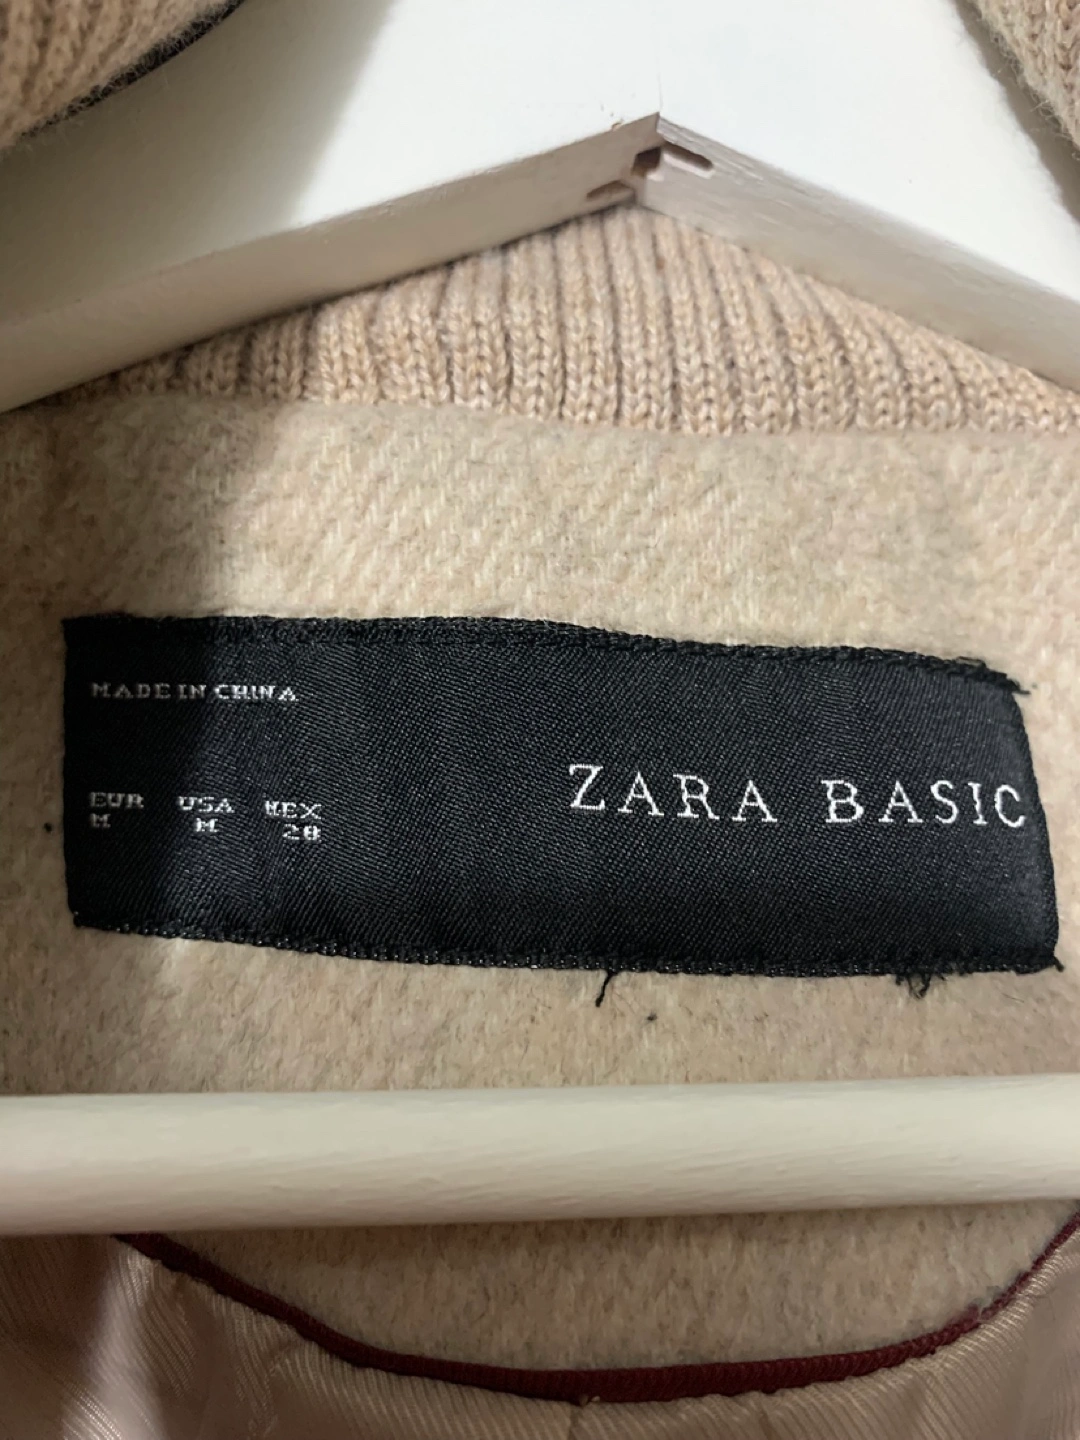 MADE IN CHINA
EUR USA MEX
M M 28
ZARA BASIC